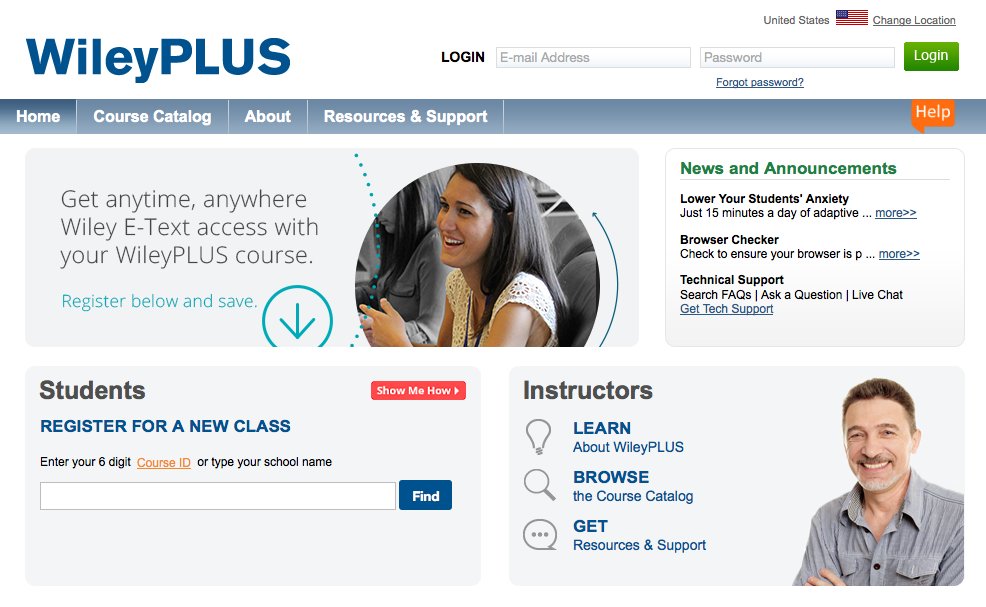 United States Change Location
WileyPLUS
LOGIN E-mail Address Password Login
Forgot password?
Home Course Catalog About Resources & Support Help
Get anytime, anywhere
Wiley E-Text access with
your WileyPLUS course.
Register below and save.
News and Announcements
Lower Your Students' Anxiety
Just 15 minutes a day of adaptive ... more>>
Browser Checker
Check to ensure your browser is p ... more>>
Technical Support
Search FAQs | Ask a Question | Live Chat
Get Tech Support
Students Show Me How
REGISTER FOR A NEW CLASS
Enter your 6 digit Course ID or type your school name
Find
Instructors
LEARN
About WileyPLUS
BROWSE
the Course Catalog
GET
Resources & Support